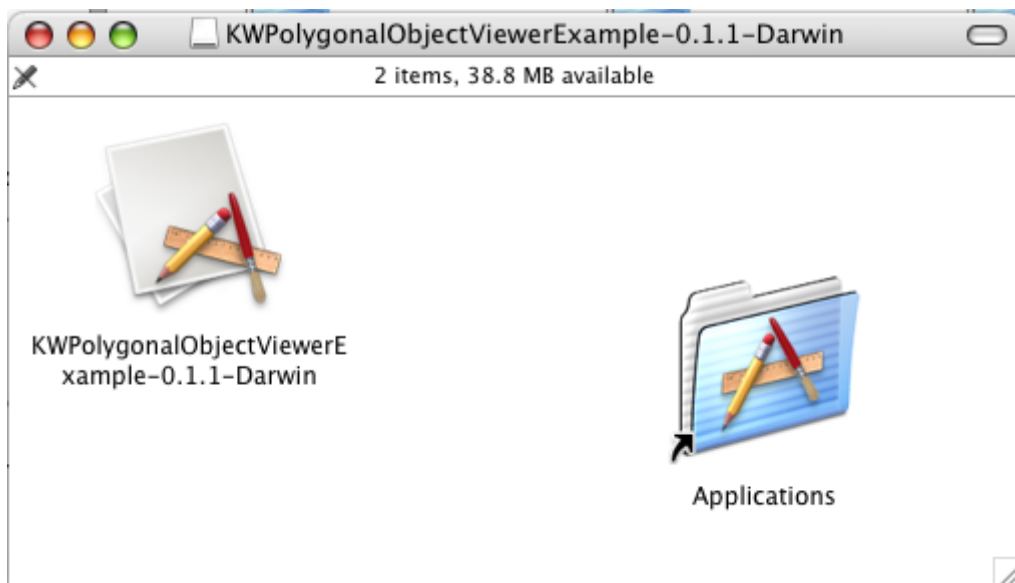 KWPolygonalObjectViewerExample-0.1.1-Darwin
2 items, 38.8 MB available
KWPolygonalObjectViewerE
xample-0.1.1-Darwin
Applications